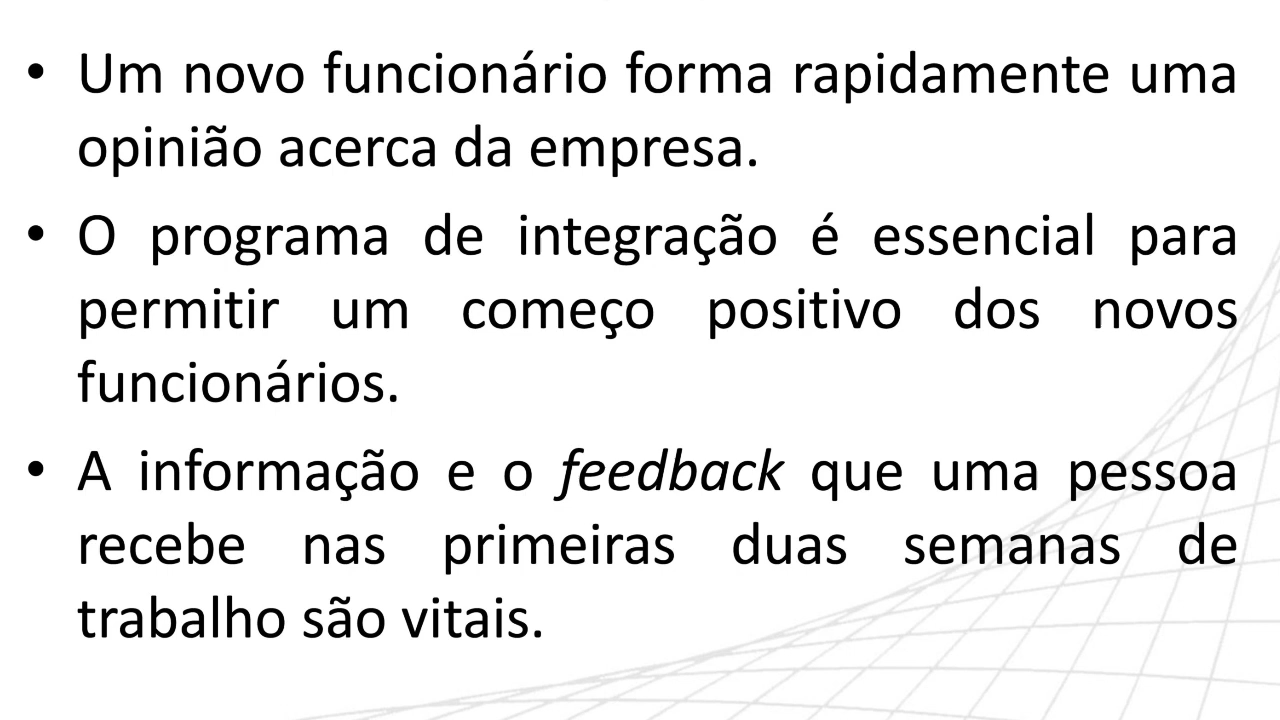 • Um novo funcionário forma rapidamente uma
opinião acerca da empresa.
• O programa de integração é essencial para
permitir um começo positivo dos novos
funcionários.
• A informação e o feedback que uma pessoa
recebe nas primeiras duas semanas de
trabalho são vitais.